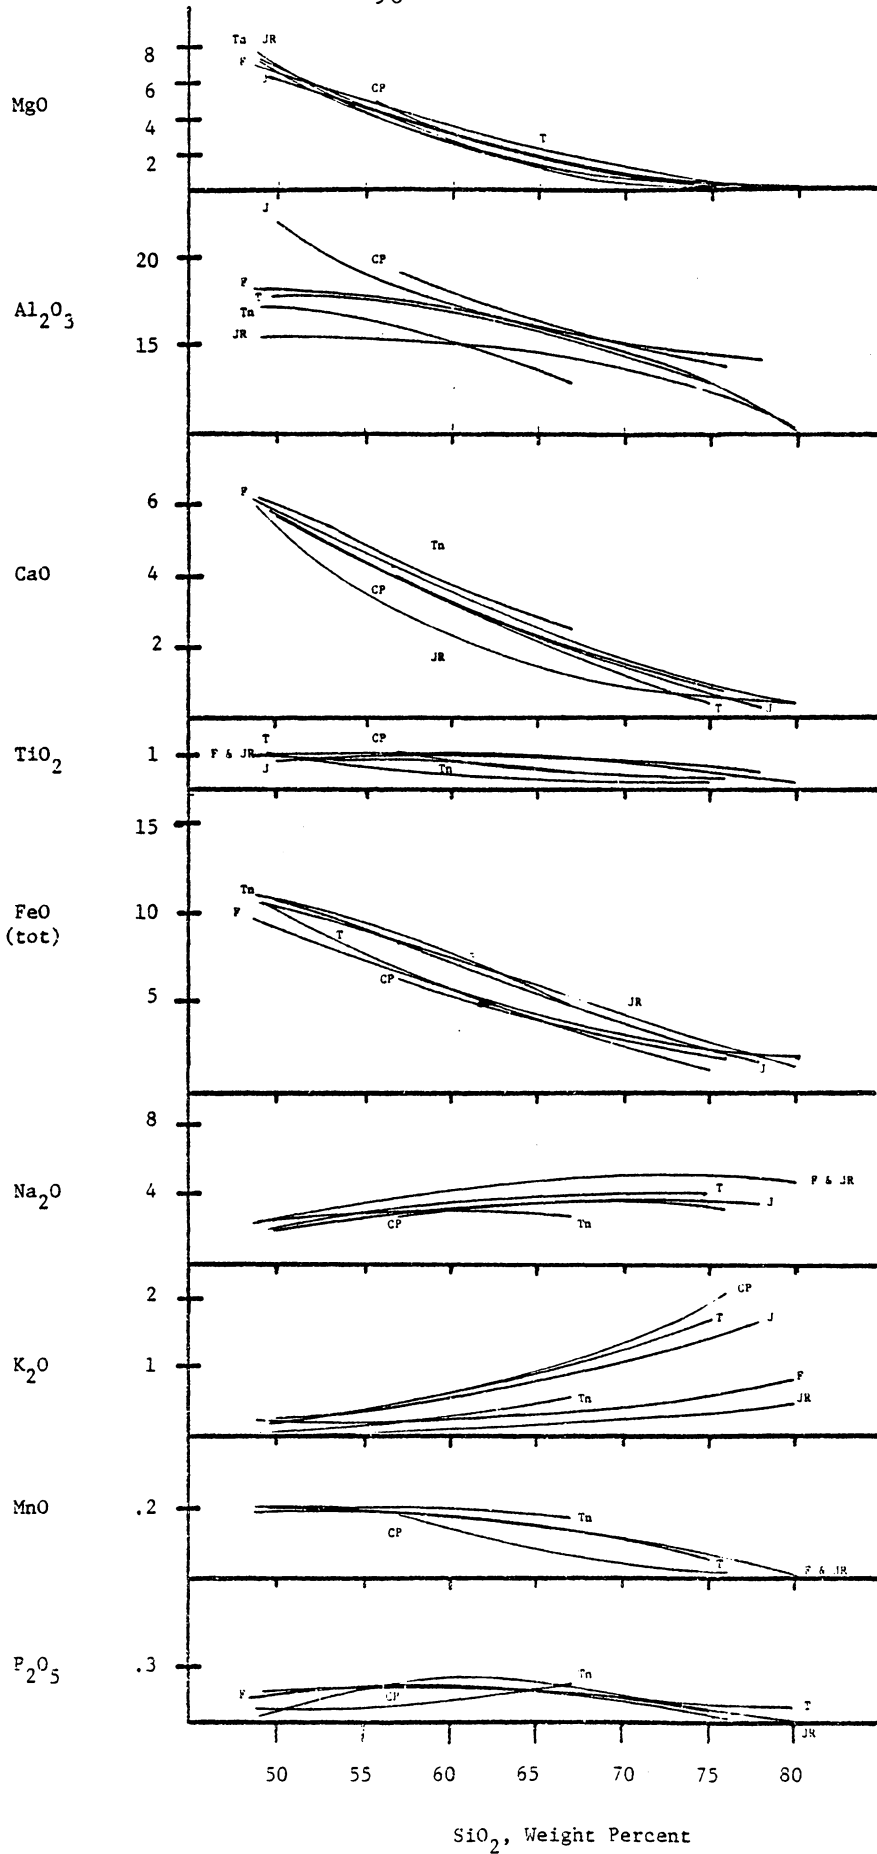 Ta JR
F
J
8
6
4
2
MgO
CP
T
J
20
15
Al2O3
CP
F
T
Tn
JR
6
4
2
CaO
F
Tn
CP
JR
T
J
1
TiO2
T
CP
F & JR
J
Tn
15
10
5
FeO
(tot)
Tn
F
T
CP
JR
J
8
4
Na2O
F & JR
T
J
CP
Tn
2
1
K2O
CP
T
J
F
Tn
JR
.2
MnO
Tn
CP
T
F & JR
.3
P2O5
Tn
F
CP
T
JR
50 55 60 65 70 75 80
SiO2, Weight Percent